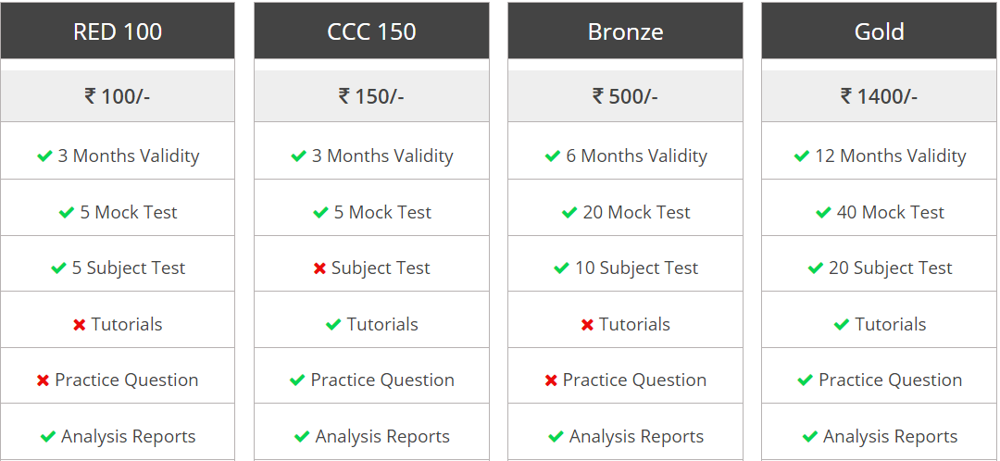 RED 100
₹ 100/-
3 Months Validity
5 Mock Test
5 Subject Test
Tutorials
Practice Question
Analysis Reports
CCC 150
₹ 150/-
3 Months Validity
5 Mock Test
Subject Test
Tutorials
Practice Question
Analysis Reports
Bronze
₹ 500/-
6 Months Validity
20 Mock Test
10 Subject Test
Tutorials
Practice Question
Analysis Reports
Gold
₹ 1400/-
12 Months Validity
40 Mock Test
20 Subject Test
Tutorials
Practice Question
Analysis Reports